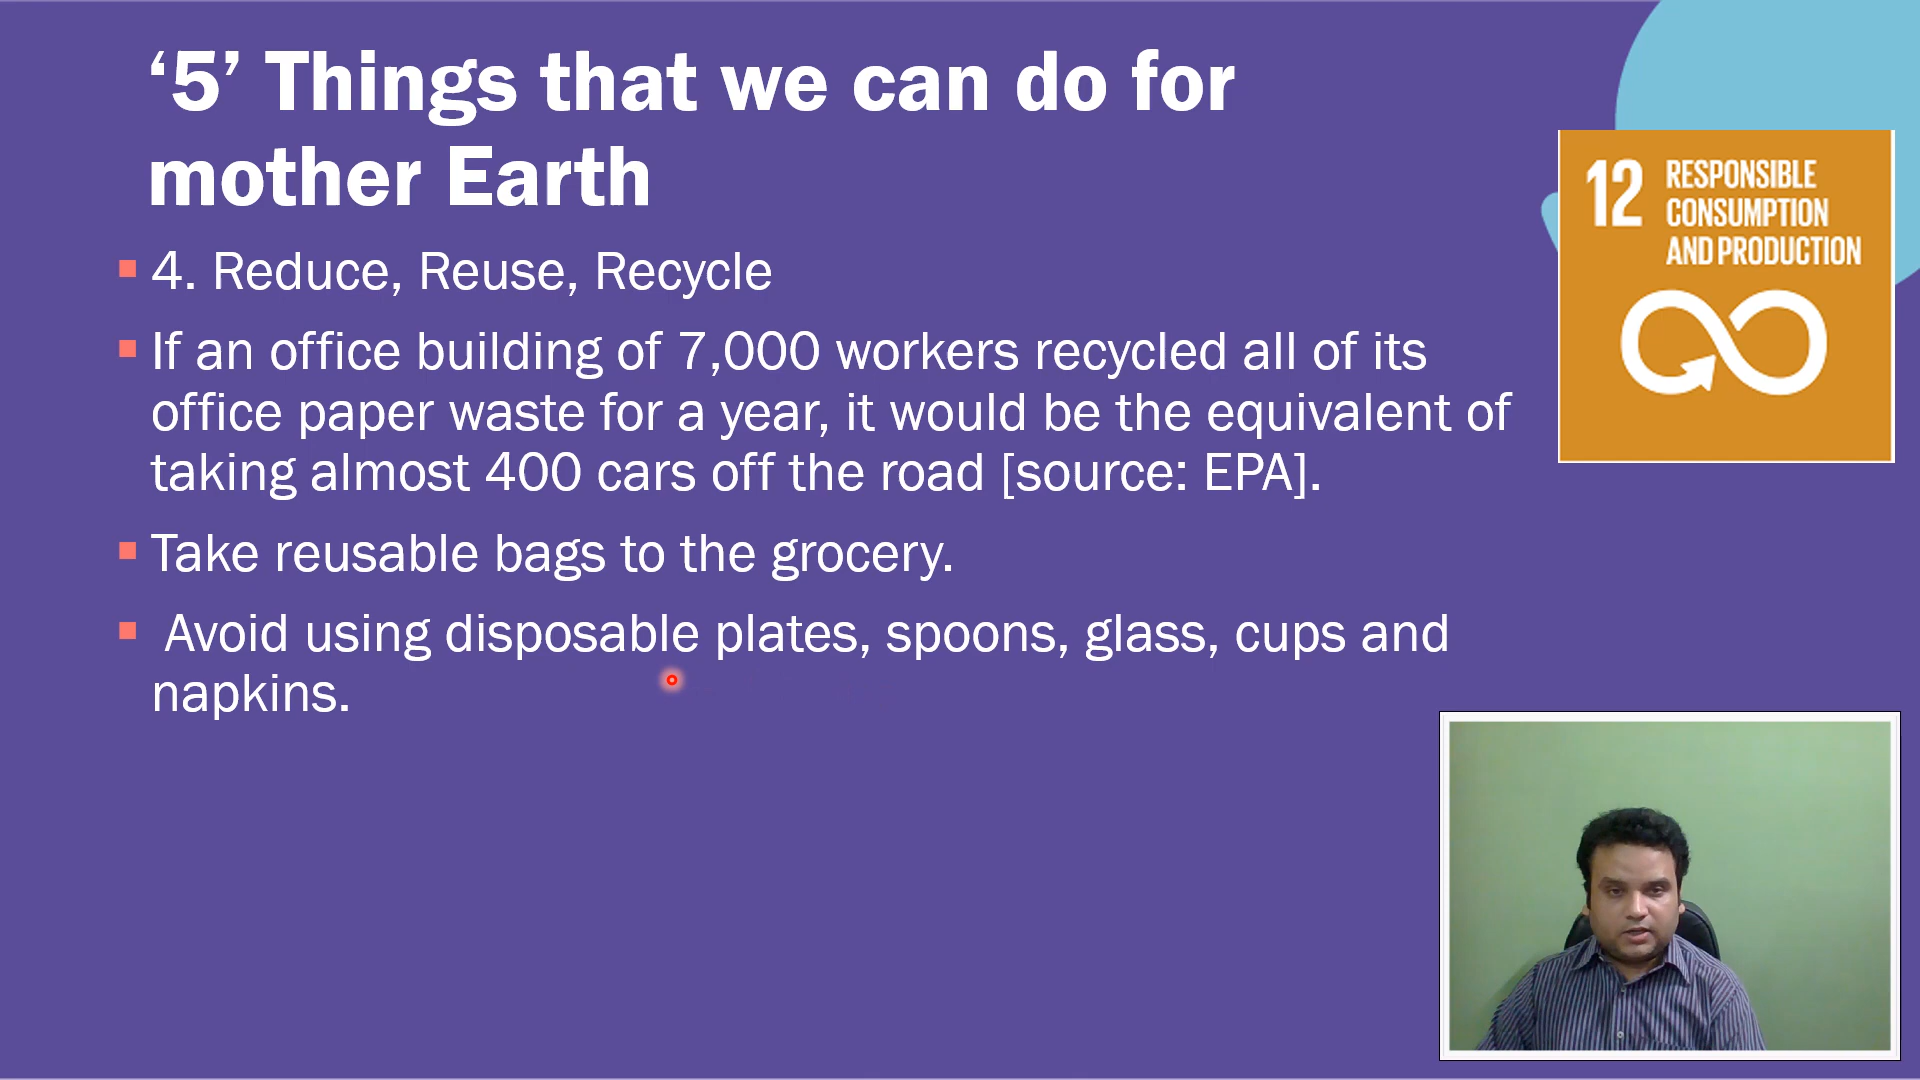 ‘5’ Things that we can do for
mother Earth
4. Reduce, Reuse, Recycle
If an office building of 7,000 workers recycled all of its
office paper waste for a year, it would be the equivalent of
taking almost 400 cars off the road [source: EPA].
Take reusable bags to the grocery.
Avoid using disposable plates, spoons, glass, cups and
napkins.
12 RESPONSIBLE
CONSUMPTION
AND PRODUCTION